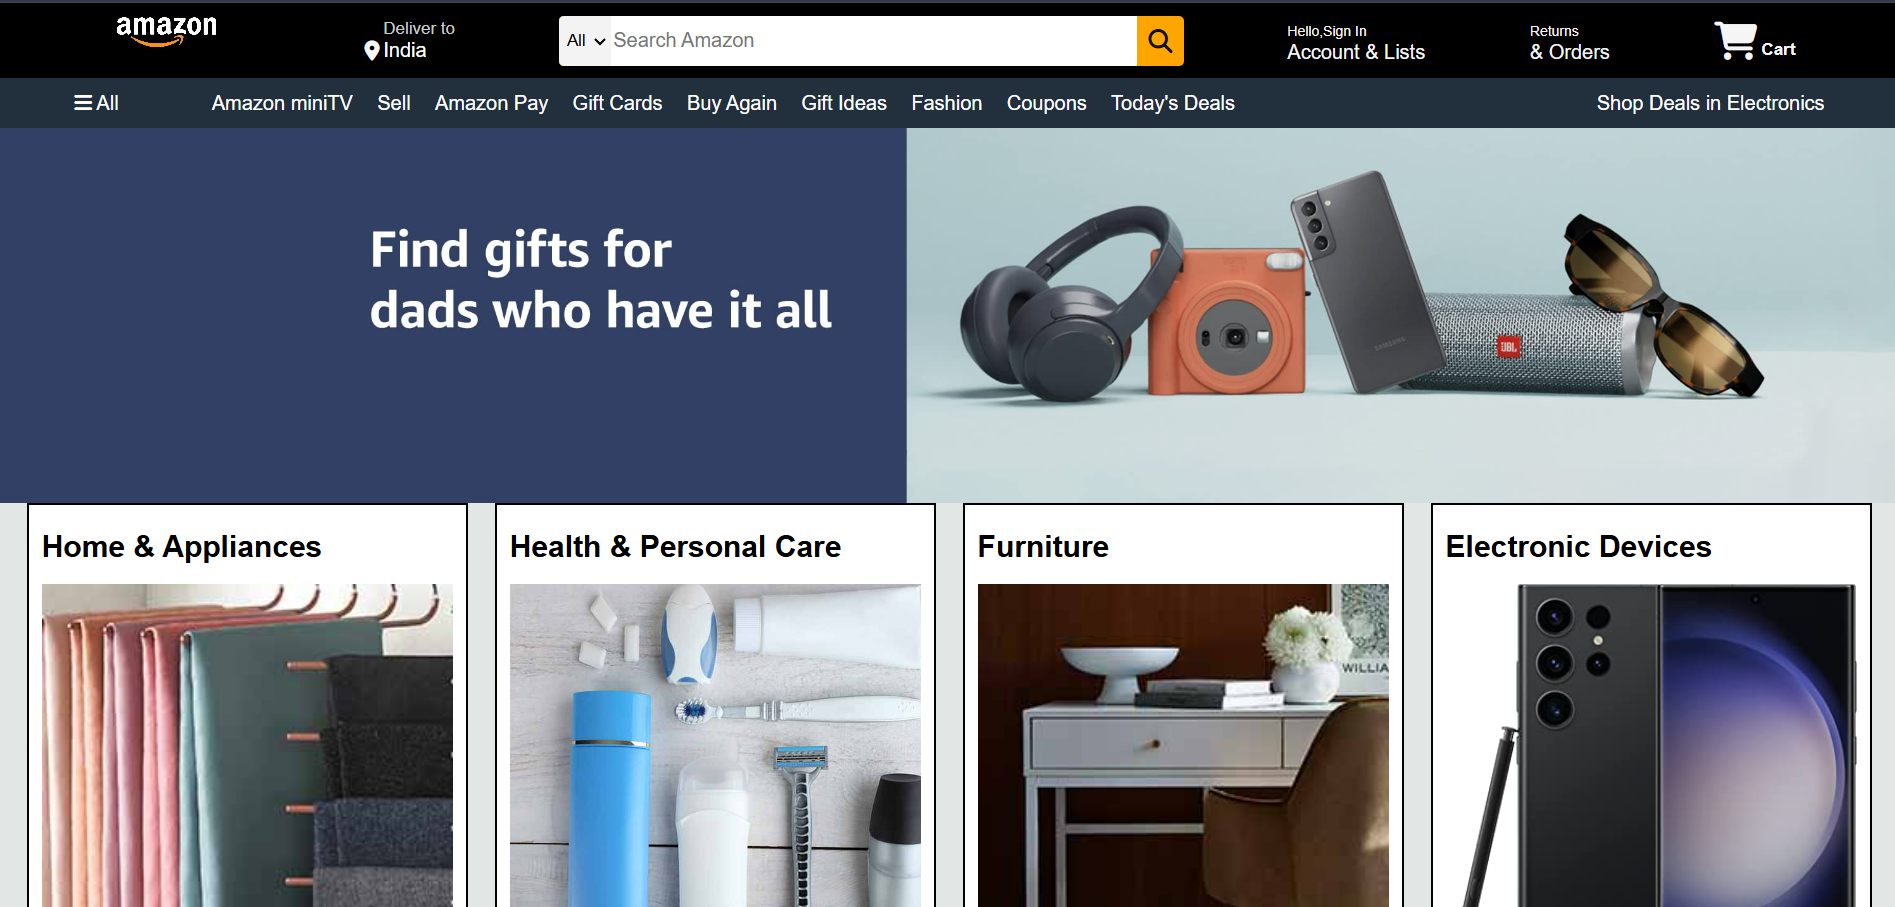 amazon
Deliver to
India
All
Search Amazon
Hello,Sign In
Account & Lists
Returns
& Orders
Cart
All
Amazon miniTV
Sell
Amazon Pay
Gift Cards
Buy Again
Gift Ideas
Fashion
Coupons
Today's Deals
Shop Deals in Electronics
Find gifts for
dads who have it all
SAMSUNG
JBL
Home & Appliances
Health & Personal Care
Furniture
Electronic Devices
WILLIA